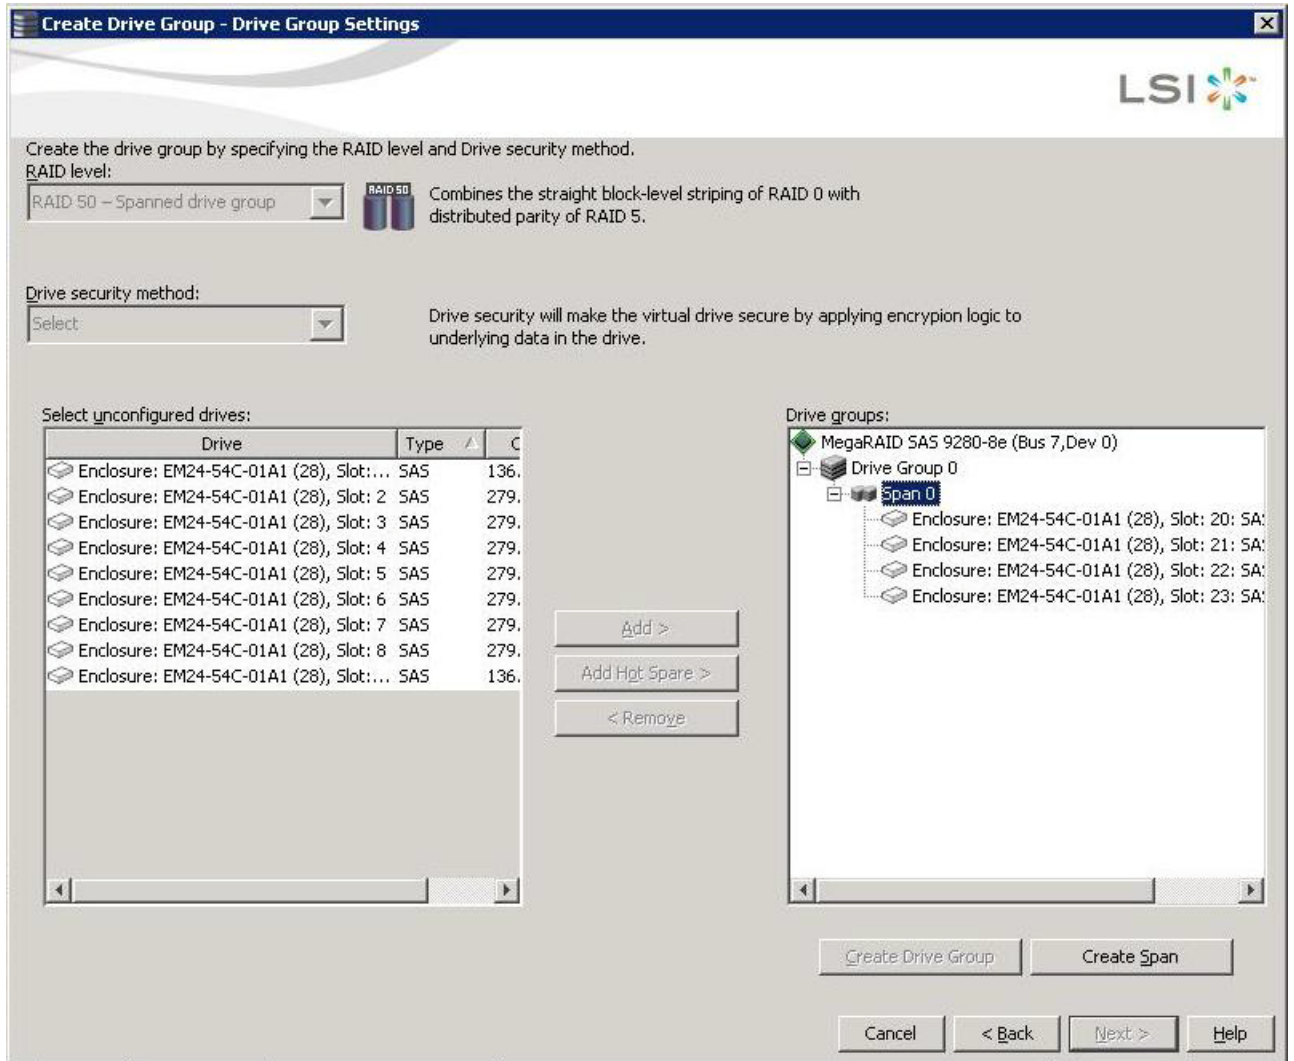 Create Drive Group - Drive Group Settings
LSI
Create the drive group by specifying the RAID level and Drive security method.
RAID level:
RAID 50 – Spanned drive group
RAID 50
Combines the straight block-level striping of RAID 0 with
distributed parity of RAID 5.
Drive security method:
Select
Drive security will make the virtual drive secure by applying encrypion logic to
underlying data in the drive.
Select unconfigured drives:
Drive Type C
Enclosure: EM24-54C-01A1 (28), Slot:... SAS 136.
Enclosure: EM24-54C-01A1 (28), Slot: 2 SAS 279.
Enclosure: EM24-54C-01A1 (28), Slot: 3 SAS 279.
Enclosure: EM24-54C-01A1 (28), Slot: 4 SAS 279.
Enclosure: EM24-54C-01A1 (28), Slot: 5 SAS 279.
Enclosure: EM24-54C-01A1 (28), Slot: 6 SAS 279.
Enclosure: EM24-54C-01A1 (28), Slot: 7 SAS 279.
Enclosure: EM24-54C-01A1 (28), Slot: 8 SAS 279.
Enclosure: EM24-54C-01A1 (28), Slot:... SAS 136.
Add >
Add Hot Spare >
< Remove
Drive groups:
MegaRAID SAS 9280-8e (Bus 7,Dev 0)
Drive Group 0
Span 0
Enclosure: EM24-54C-01A1 (28), Slot: 20: SA
Enclosure: EM24-54C-01A1 (28), Slot: 21: SA
Enclosure: EM24-54C-01A1 (28), Slot: 22: SA
Enclosure: EM24-54C-01A1 (28), Slot: 23: SA
Create Drive Group
Create Span
Cancel
< Back
Next >
Help